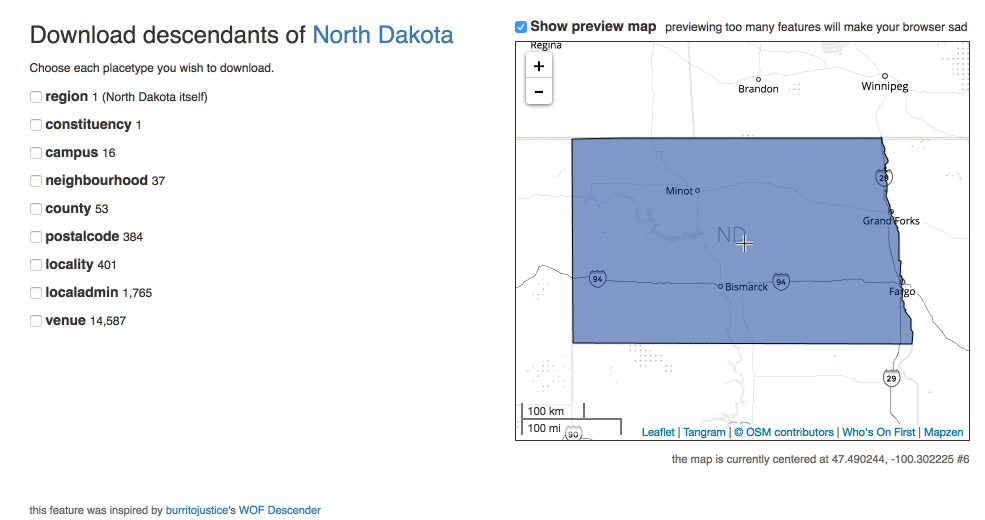 Download descendants of North Dakota
Choose each placetype you wish to download.
region 1 (North Dakota itself)
constituency 1
campus 16
neighbourhood 37
county 53
postalcode 384
locality 401
localadmin 1,765
venue 14,587
Show preview map previewing too many features will make your browser sad
Regina
+
-
Brandon
Winnipeg
29
Minot
Grand Forks
ND
94
94
Bismarck
Fargo
29
100 km
100 mi
90
Leaflet | Tangram | © OSM contributors | Who's On First | Mapzen
the map is currently centered at 47.490244, -100.302225 #6
this feature was inspired by burritojustice's WOF Descender